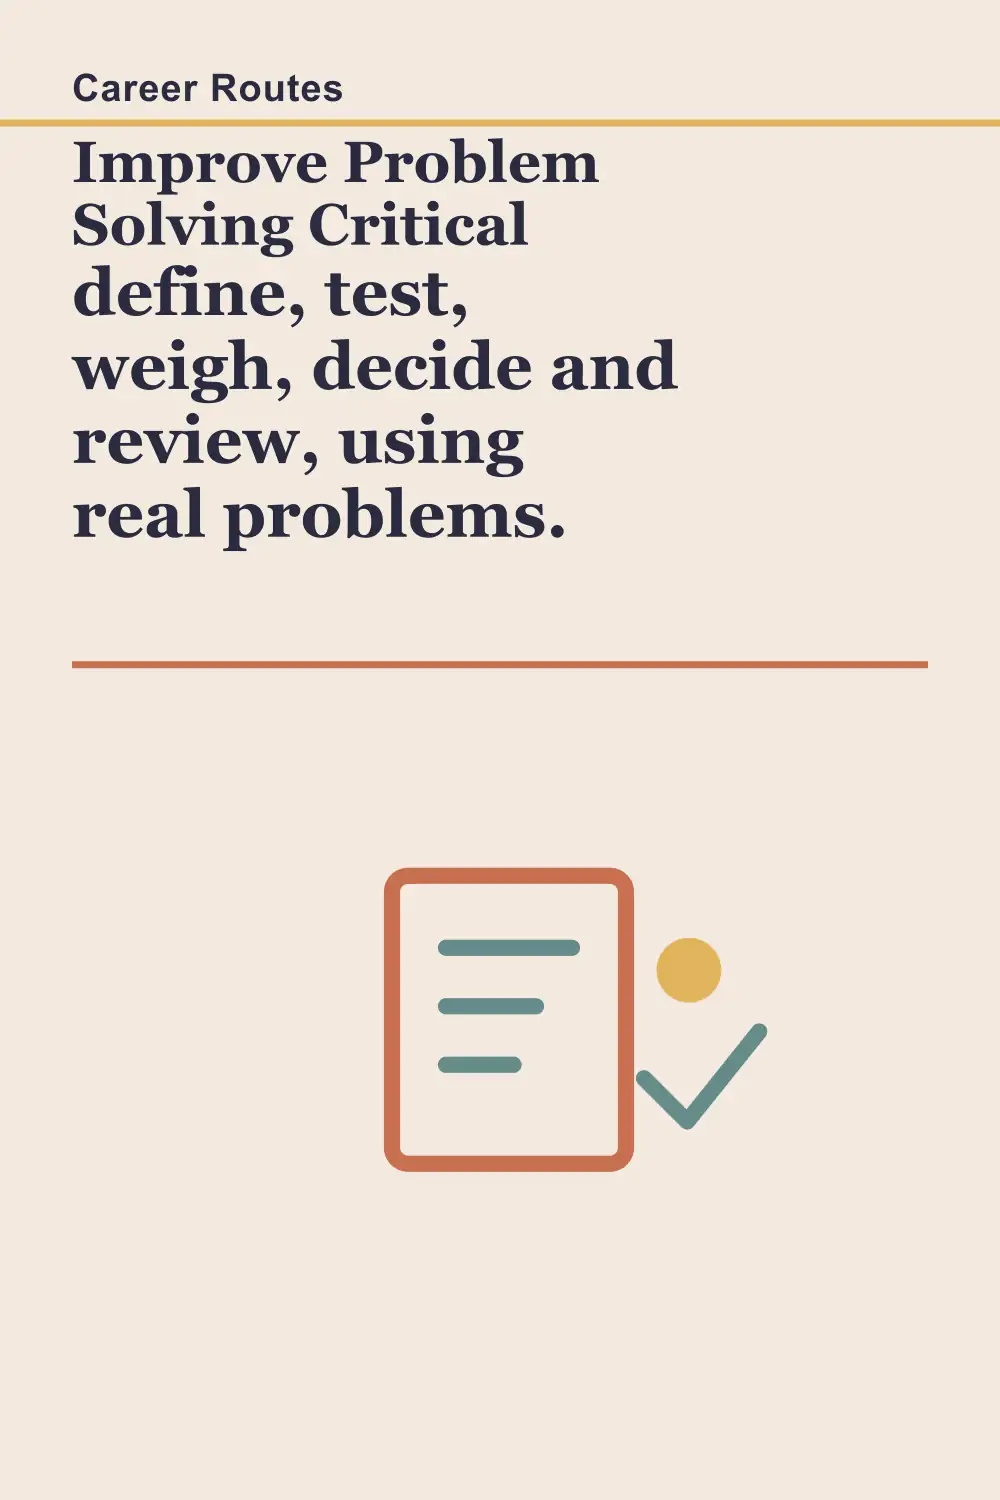 Career Routes
Improve Problem
Solving Critical
define, test,
weigh, decide and
review, using
real problems.